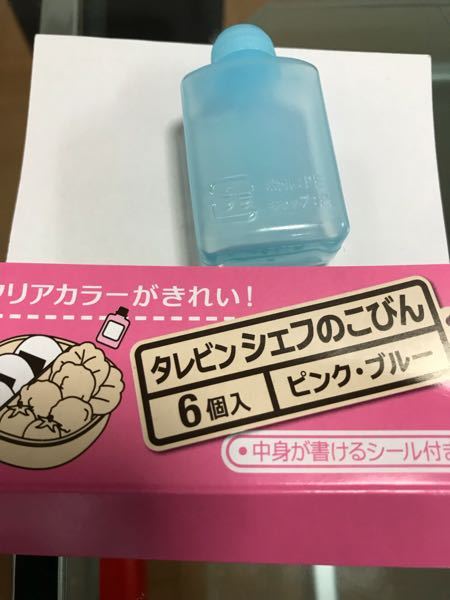 プラ
クリアカラーがきれい!
タレビン シェフのこびん
6個入
ピンク・ブルー
・中身が書けるシール付き